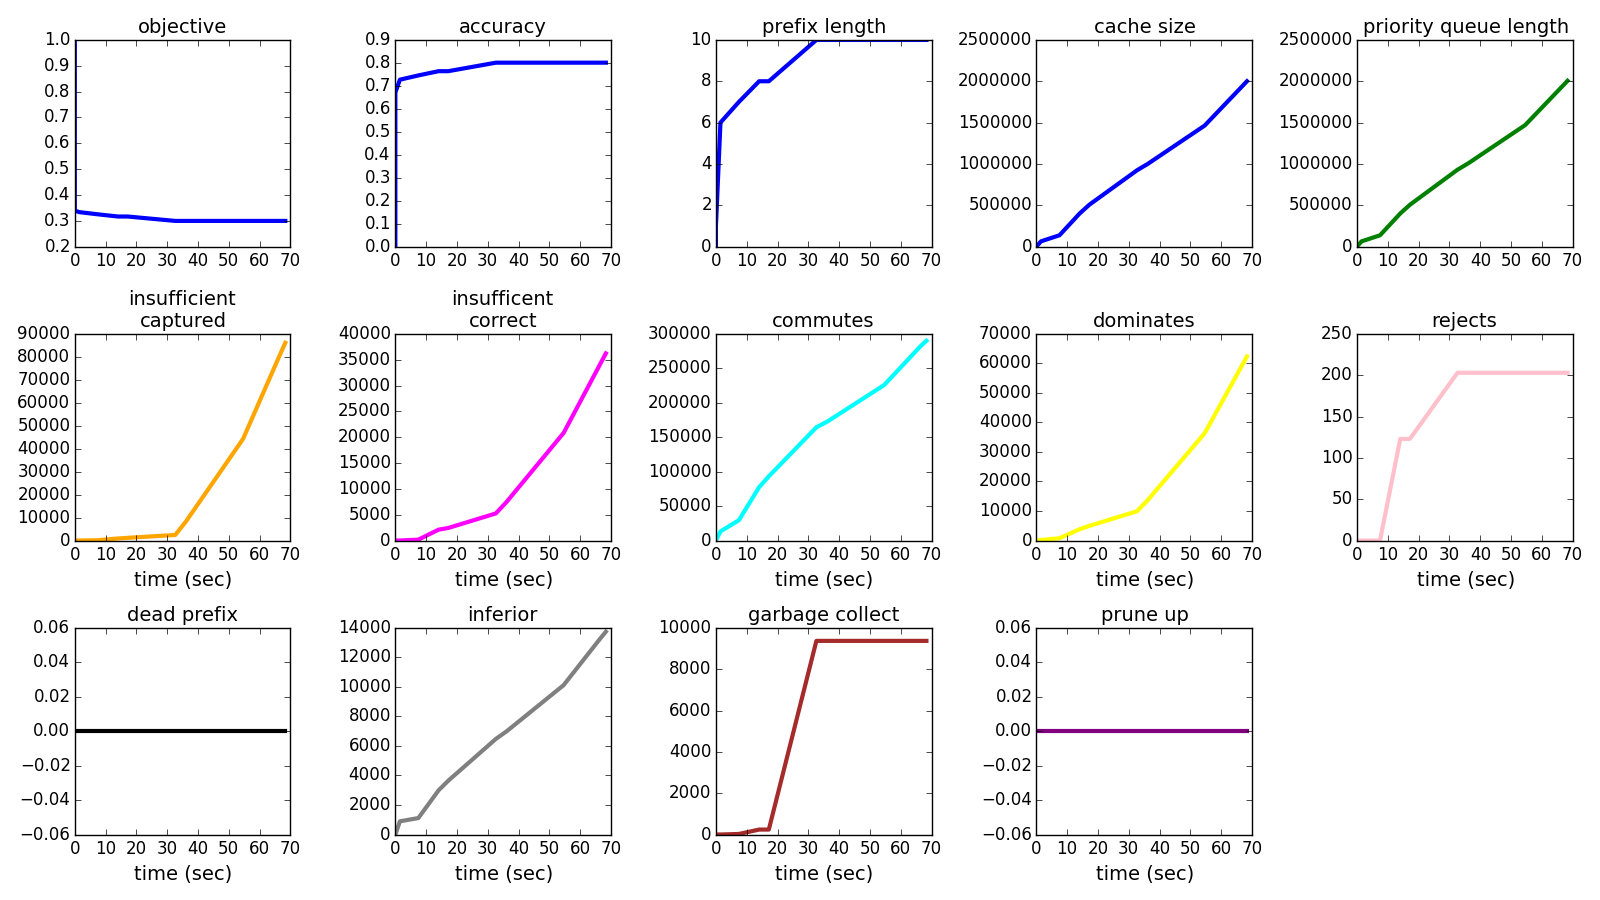 objective
1.0
0.9
0.8
0.7
0.6
0.5
0.4
0.3
0.2
0 10 20 30 40 50 60 70
accuracy
0.9
0.8
0.7
0.6
0.5
0.4
0.3
0.2
0.1
0.0
0 10 20 30 40 50 60 70
prefix length
10
8
6
4
2
0
0 10 20 30 40 50 60 70
cache size
2500000
2000000
1500000
1000000
500000
0
0 10 20 30 40 50 60 70
priority queue length
2500000
2000000
1500000
1000000
500000
0
0 10 20 30 40 50 60 70
insufficient
captured
90000
80000
70000
60000
50000
40000
30000
20000
10000
0
0 10 20 30 40 50 60 70
time (sec)
insufficent
correct
40000
35000
30000
25000
20000
15000
10000
5000
0
0 10 20 30 40 50 60 70
time (sec)
commutes
300000
250000
200000
150000
100000
50000
0
0 10 20 30 40 50 60 70
time (sec)
dominates
70000
60000
50000
40000
30000
20000
10000
0
0 10 20 30 40 50 60 70
time (sec)
rejects
250
200
150
100
50
0
0 10 20 30 40 50 60 70
time (sec)
dead prefix
0.06
0.04
0.02
0.00
−0.02
−0.04
−0.06
0 10 20 30 40 50 60 70
time (sec)
inferior
14000
12000
10000
8000
6000
4000
2000
0
0 10 20 30 40 50 60 70
time (sec)
garbage collect
10000
8000
6000
4000
2000
0
0 10 20 30 40 50 60 70
time (sec)
prune up
0.06
0.04
0.02
0.00
−0.02
−0.04
−0.06
0 10 20 30 40 50 60 70
time (sec)